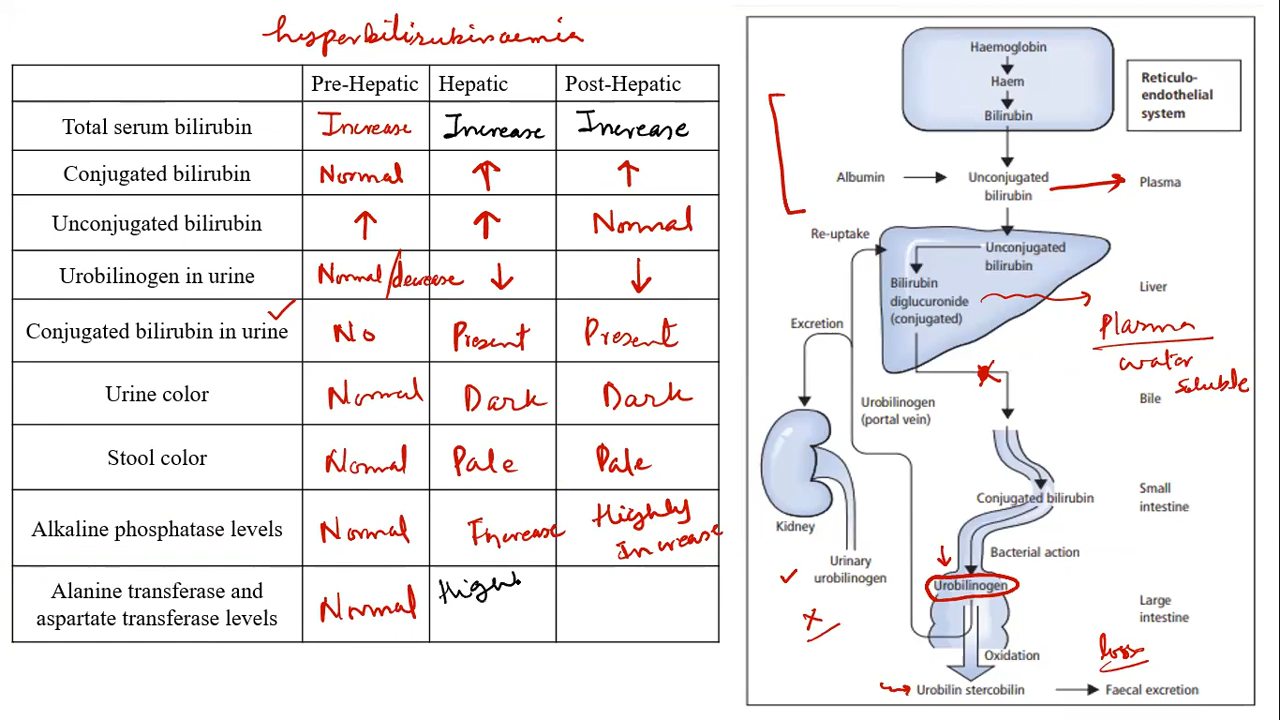 hyperbilirubinaemia
Pre-Hepatic Hepatic Post-Hepatic
Total serum bilirubin Increase Increase Increase
Conjugated bilirubin Normal ↑ ↑
Unconjugated bilirubin ↑ ↑ Normal
Urobilinogen in urine Normal/decrease ↓ ↓
Conjugated bilirubin in urine ✓ No Present Present
Urine color Normal Dark Dark
Stool color Normal Pale Pale
Alkaline phosphatase levels Normal Increase Highly
Increase
Alanine transferase and
aspartate transferase levels Normal
Haemoglobin
Haem
Bilirubin
Reticulo-
endothelial
system
Albumin
Unconjugated
bilirubin
Plasma
Re-uptake
Unconjugated
bilirubin
Bilirubin
diglucuronide
(conjugated)
Liver
Plasma
water
soluble
Excretion
Urobilinogen
(portal vein)
Bile
Conjugated bilirubin
Small
intestine
Kidney
Bacterial action
Urinary
urobilinogen
Urobilinogen
Large
intestine
Oxidation
loss
Urobilin stercobilin
Faecal excretion